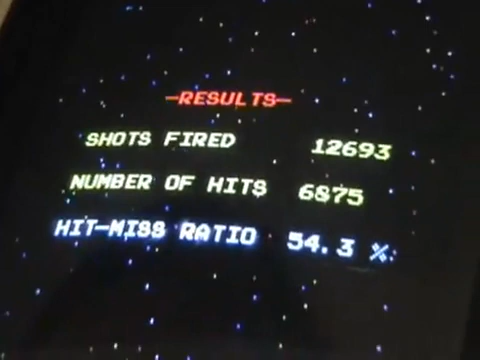 -RESULTS-
SHOTS FIRED 12693
NUMBER OF HITS 6875
HIT-MISS RATIO 54.3 %